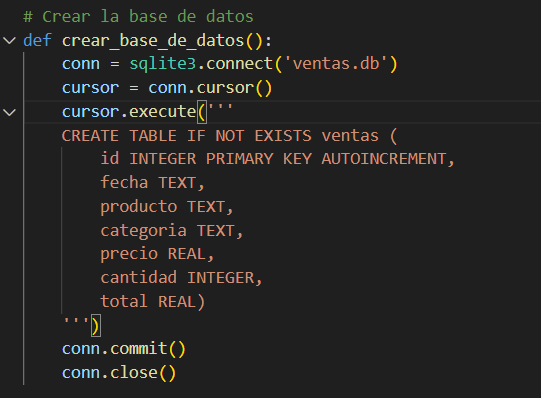 # Crear la base de datos
def crear_base_de_datos():
    conn = sqlite3.connect('ventas.db')
    cursor = conn.cursor()
    cursor.execute('''
    CREATE TABLE IF NOT EXISTS ventas (
        id INTEGER PRIMARY KEY AUTOINCREMENT,
        fecha TEXT,
        producto TEXT,
        categoria TEXT,
        precio REAL,
        cantidad INTEGER,
        total REAL)
    ''')
    conn.commit()
    conn.close()